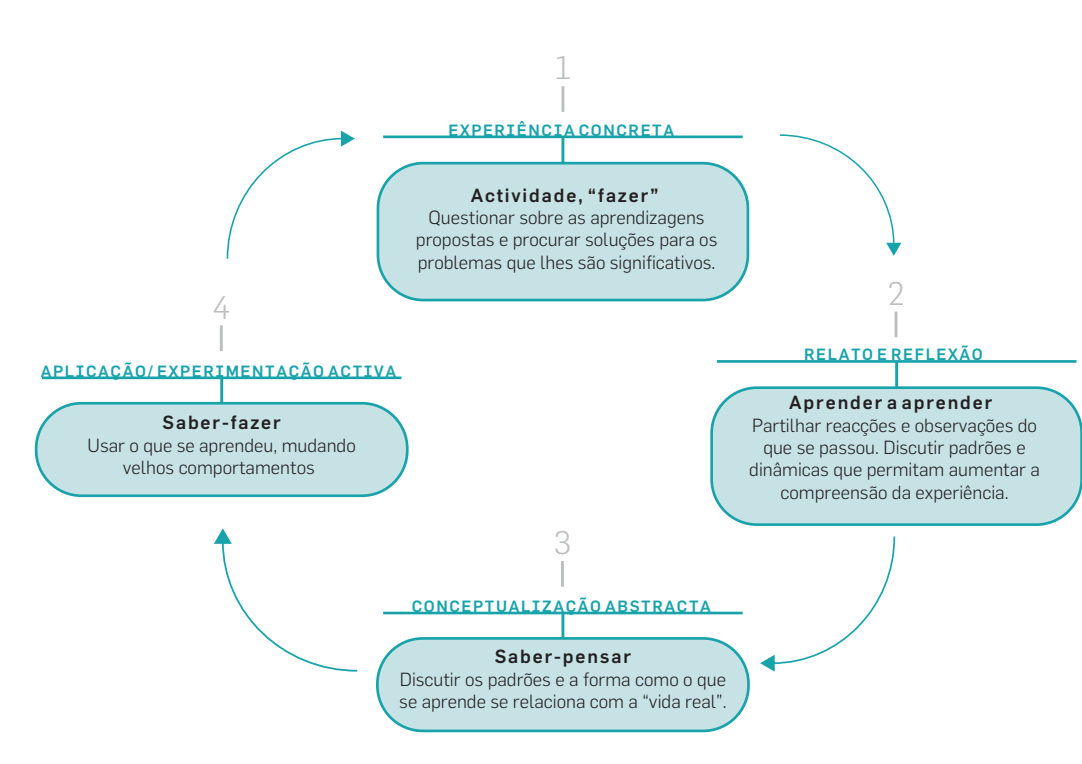 1
EXPERIÊNCIA CONCRETA
Actividade, “fazer”
Questionar sobre as aprendizagens
propostas e procurar soluções para os
problemas que lhes são significativos.
2
RELATO E REFLEXÃO
Aprender a aprender
Partilhar reacções e observações do
que se passou. Discutir padrões e
dinâmicas que permitam aumentar a
compreensão da experiência.
3
CONCEPTUALIZAÇÃO ABSTRACTA
Saber-pensar
Discutir os padrões e a forma como o que
se aprende se relaciona com a “vida real”.
4
APLICAÇÃO/ EXPERIMENTAÇÃO ACTIVA
Saber-fazer
Usar o que se aprendeu, mudando
velhos comportamentos